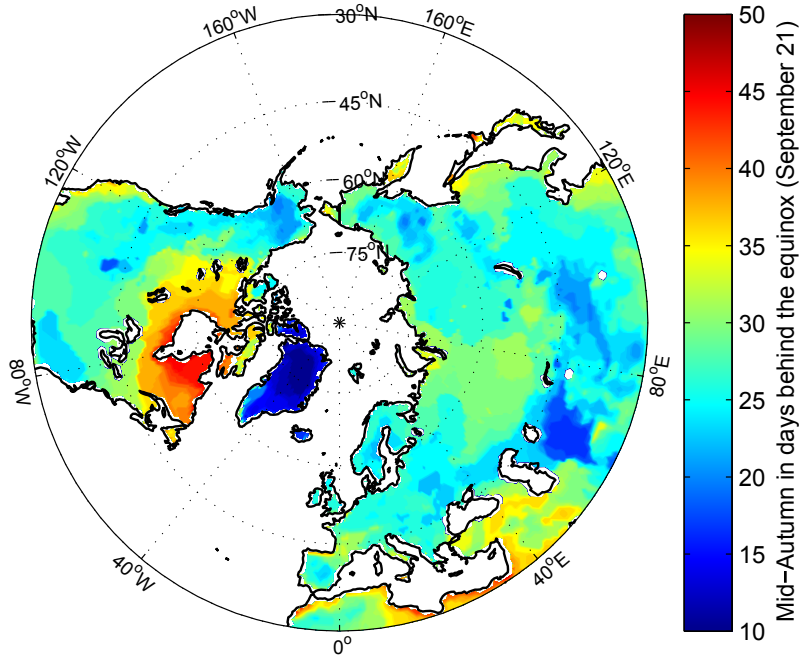 30°N
160°W
160°E
45°N
120°W
60°N
120°E
75°N
80°W
80°E
40°W
40°E
0°
50
45
40
35
30
25
20
15
10
Mid−Autumn in days behind the equinox (September 21)